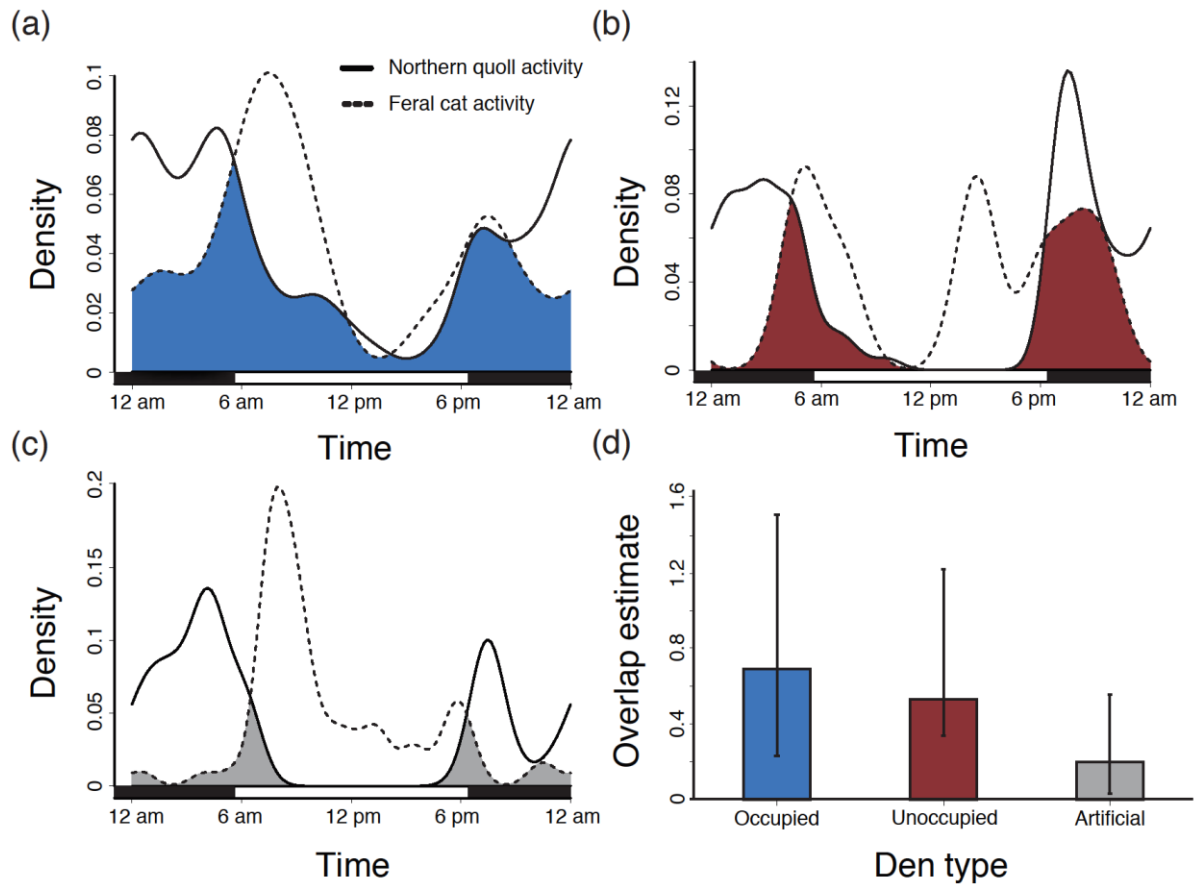 (a)
Northern quoll activity
Feral cat activity
Density
0.1
0.08
0.06
0.04
0.02
0
12 am
6 am
12 pm
6 pm
12 am
Time
(b)
Density
0.12
0.08
0.04
0
12 am
6 am
12 pm
6 pm
12 am
Time
(c)
Density
0.2
0.15
0.1
0.05
0
12 am
6 am
12 pm
6 pm
12 am
Time
(d)
Overlap estimate
1.6
1.2
0.8
0.4
0
Occupied
Unoccupied
Artificial
Den type